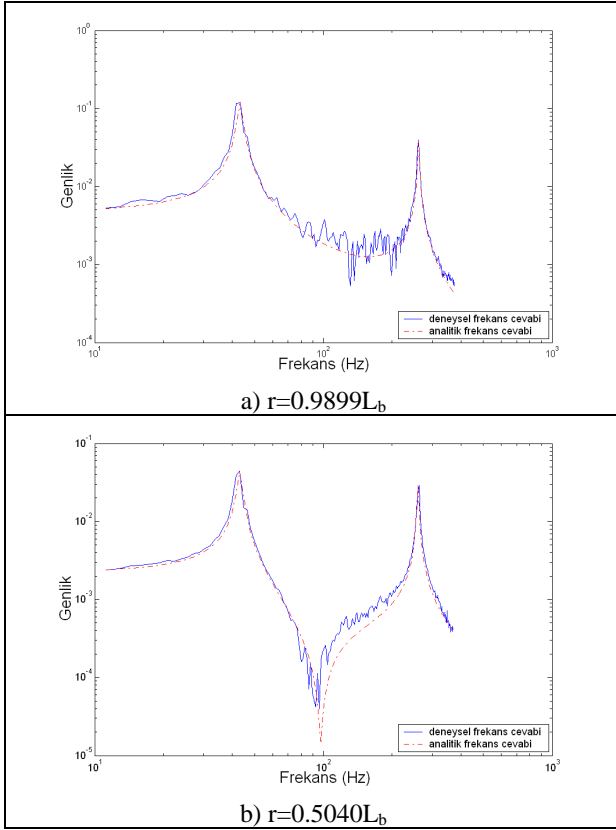 10^0
10^-1
10^-2
10^-3
10^-4
Genlik
10^1
10^2
10^3
Frekans (Hz)
deneysel frekans cevabi
analitik frekans cevabi
a) r=0.9899L_b
10^-1
10^-2
10^-3
10^-4
10^-5
Genlik
10^1
10^2
10^3
Frekans (Hz)
deneysel frekans cevabi
analitik frekans cevabi
b) r=0.5040L_b